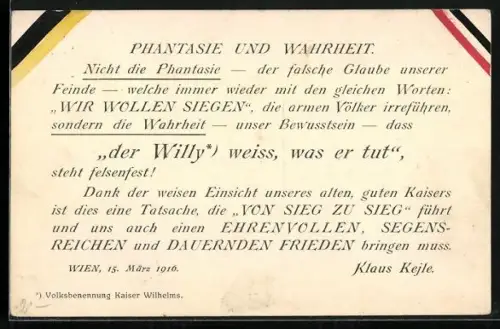 PHANTASIE UND WAHRHEIT.
Nicht die Phantasie — der falsche Glaube unserer
Feinde — welche immer wieder mit den gleichen Worten:
„WIR WOLLEN SIEGEN“, die armen Völker irreführen,
sondern die Wahrheit — unser Bewusstsein — dass
„der Willy*) weiss, was er tut“,
steht felsenfest!
Dank der weisen Einsicht unseres alten, guten Kaisers
ist dies eine Tatsache, die „VON SIEG ZU SIEG“ führt
und uns auch einen EHRENVOLLEN, SEGENS-
REICHEN und DAUERNDEN FRIEDEN bringen muss.
WIEN, 15. März 1916. Klaus Kejle.
*) Volksbenennung Kaiser Wilhelms.